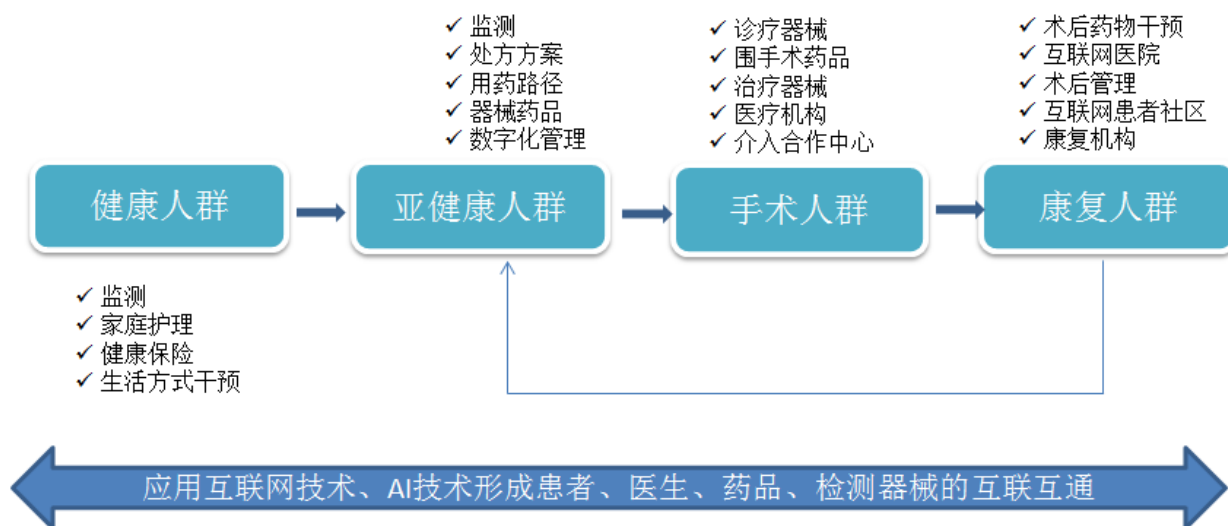 ✓ 监测
✓ 处方方案
✓ 用药路径
✓ 器械药品
✓ 数字化管理
✓ 诊疗器械
✓ 围手术药品
✓ 治疗器械
✓ 医疗机构
✓ 介入合作中心
✓ 术后药物干预
✓ 互联网医院
✓ 术后管理
✓ 互联网患者社区
✓ 康复机构
健康人群
亚健康人群
手术人群
康复人群
✓ 监测
✓ 家庭护理
✓ 健康保险
✓ 生活方式干预
应用互联网技术、AI技术形成患者、医生、药品、检测器械的互联互通